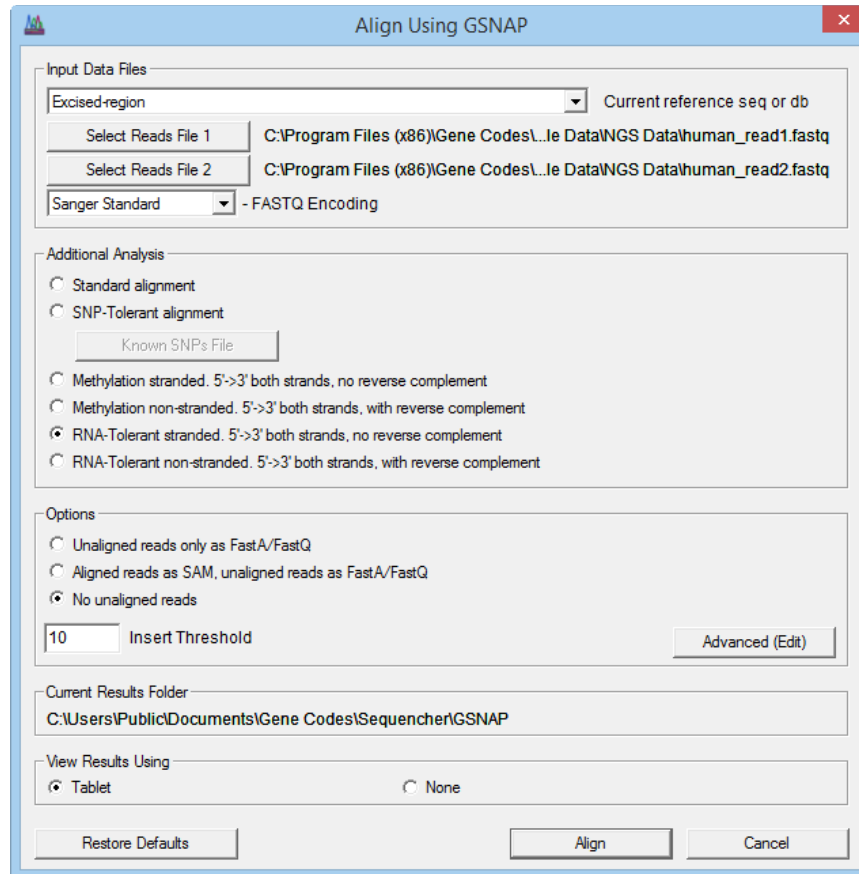 Align Using GSNAP
Input Data Files
Excised-region Current reference seq or db
Select Reads File 1 C:\Program Files (x86)\Gene Codes\...le Data\NGS Data\human_read1.fastq
Select Reads File 2 C:\Program Files (x86)\Gene Codes\...le Data\NGS Data\human_read2.fastq
Sanger Standard - FASTQ Encoding
Additional Analysis
Standard alignment
SNP-Tolerant alignment
Known SNPs File
Methylation stranded. 5'->3' both strands, no reverse complement
Methylation non-stranded. 5'->3' both strands, with reverse complement
RNA-Tolerant stranded. 5'->3' both strands, no reverse complement
RNA-Tolerant non-stranded. 5'->3' both strands, with reverse complement
Options
Unaligned reads only as FastA/FastQ
Aligned reads as SAM, unaligned reads as FastA/FastQ
No unaligned reads
10 Insert Threshold Advanced (Edit)
Current Results Folder
C:\Users\Public\Documents\Gene Codes\Sequencher\GSNAP
View Results Using
Tablet None
Restore Defaults Align Cancel